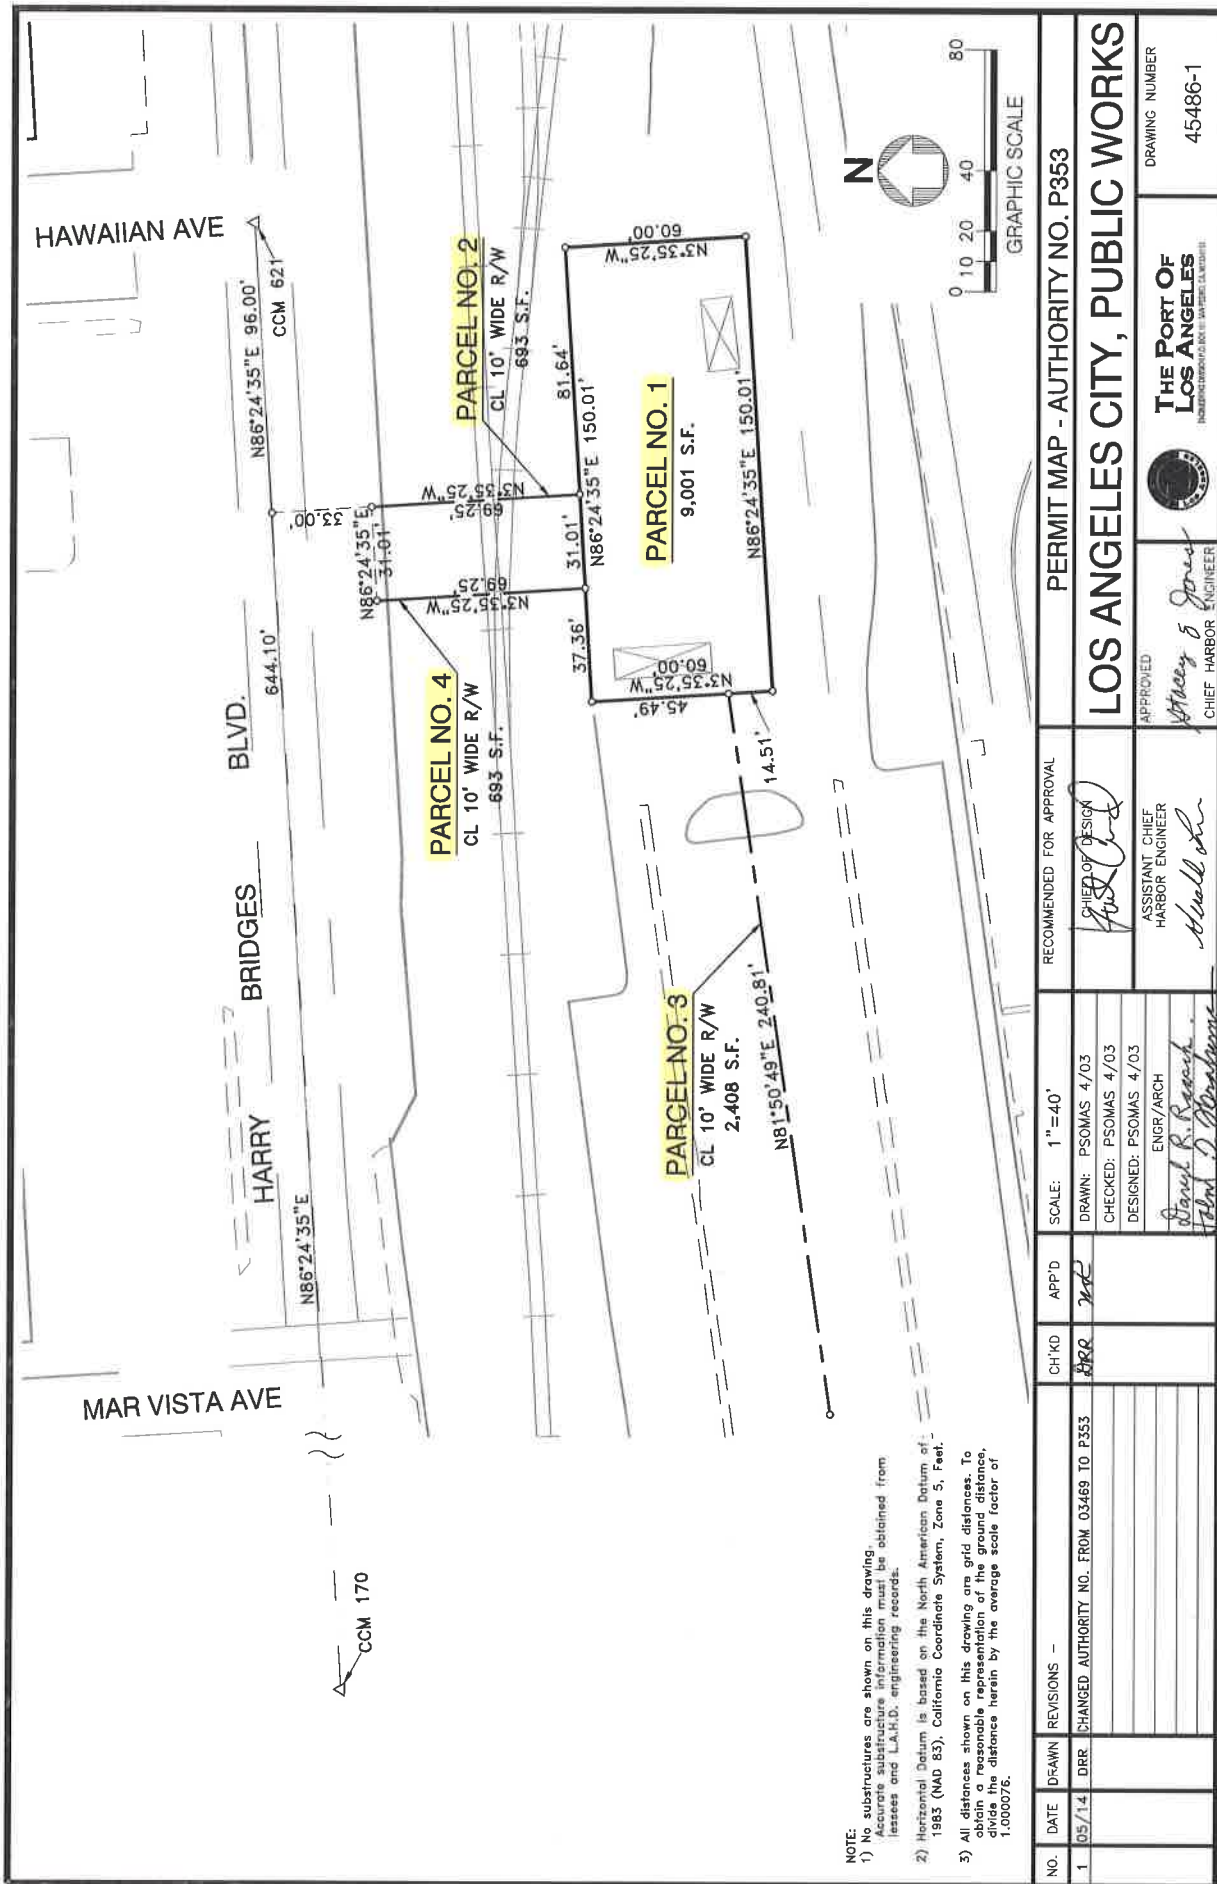 HAWAIIAN AVE
MAR VISTA AVE
HARRY BRIDGES BLVD.
N86°24'35"E
644.10'
N86°24'35"E 96.00'
CCM 621
CCM 170
33.00'
N86°24'35"E
31.01'
PARCEL NO. 4
CL 10' WIDE R/W
693 S.F.
N3°35'25"W
69.25'
PARCEL NO. 2
CL 10' WIDE R/W
693 S.F.
N3°35'25"W
69.25'
37.36'
31.01'
81.64'
N86°24'35"E 150.01'
PARCEL NO. 1
9,001 S.F.
N3°35'25"W
60.00'
N3°35'25"W
60.00'
45.49'
14.51'
N86°24'35"E 150.01'
PARCEL NO. 3
CL 10' WIDE R/W
2,408 S.F.
N81°50'49"E 240.81'
N
0 10 20 40 80
GRAPHIC SCALE
NOTE:
1) No substructures are shown on this drawing.
Accurate substructure information must be obtained from
lessees and L.A.H.D. engineering records.
2) Horizontal Datum is based on the North American Datum of
1983 (NAD 83), California Coordinate System, Zone 5, Feet.
3) All distances shown on this drawing are grid distances. To
obtain a reasonable representation of the ground distance,
divide the distance herein by the average scale factor of
1.000076.
NO. DATE DRAWN REVISIONS - CH'KD APP'D
1 05/14 DRR CHANGED AUTHORITY NO. FROM 03469 TO P353 DRR
SCALE: 1"=40'
DRAWN: PSOMAS 4/03
CHECKED: PSOMAS 4/03
DESIGNED: PSOMAS 4/03
ENGR/ARCH
RECOMMENDED FOR APPROVAL
CHIEF OF DESIGN
ASSISTANT CHIEF
HARBOR ENGINEER
PERMIT MAP - AUTHORITY NO. P353
LOS ANGELES CITY, PUBLIC WORKS
APPROVED
Stacey G Jones
CHIEF HARBOR ENGINEER
THE PORT OF
LOS ANGELES
DRAWING NUMBER
45486-1